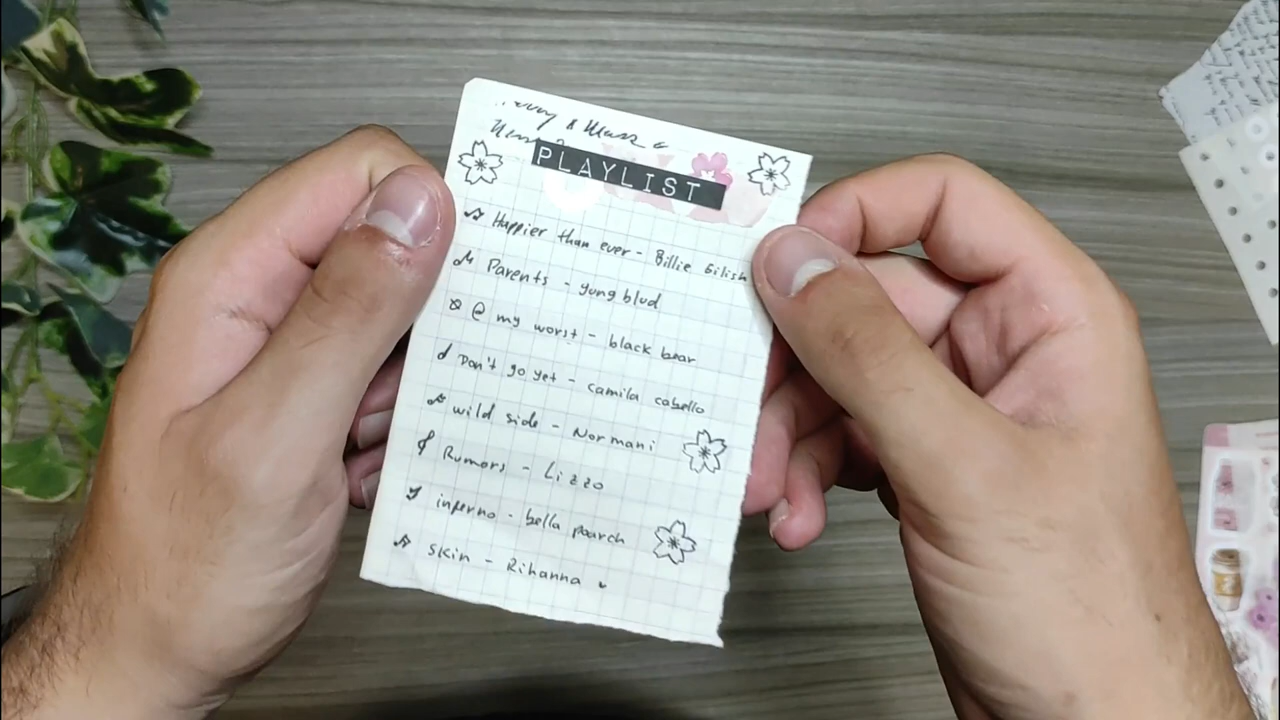 PLAYLIST
Happier than ever - Billie Eilish
Parents - yungblud
@ my worst - black bear
Don't go yet - camila cabello
wild side - Normani
Rumors - Lizzo
inferno - bella poarch
skin - Rihanna